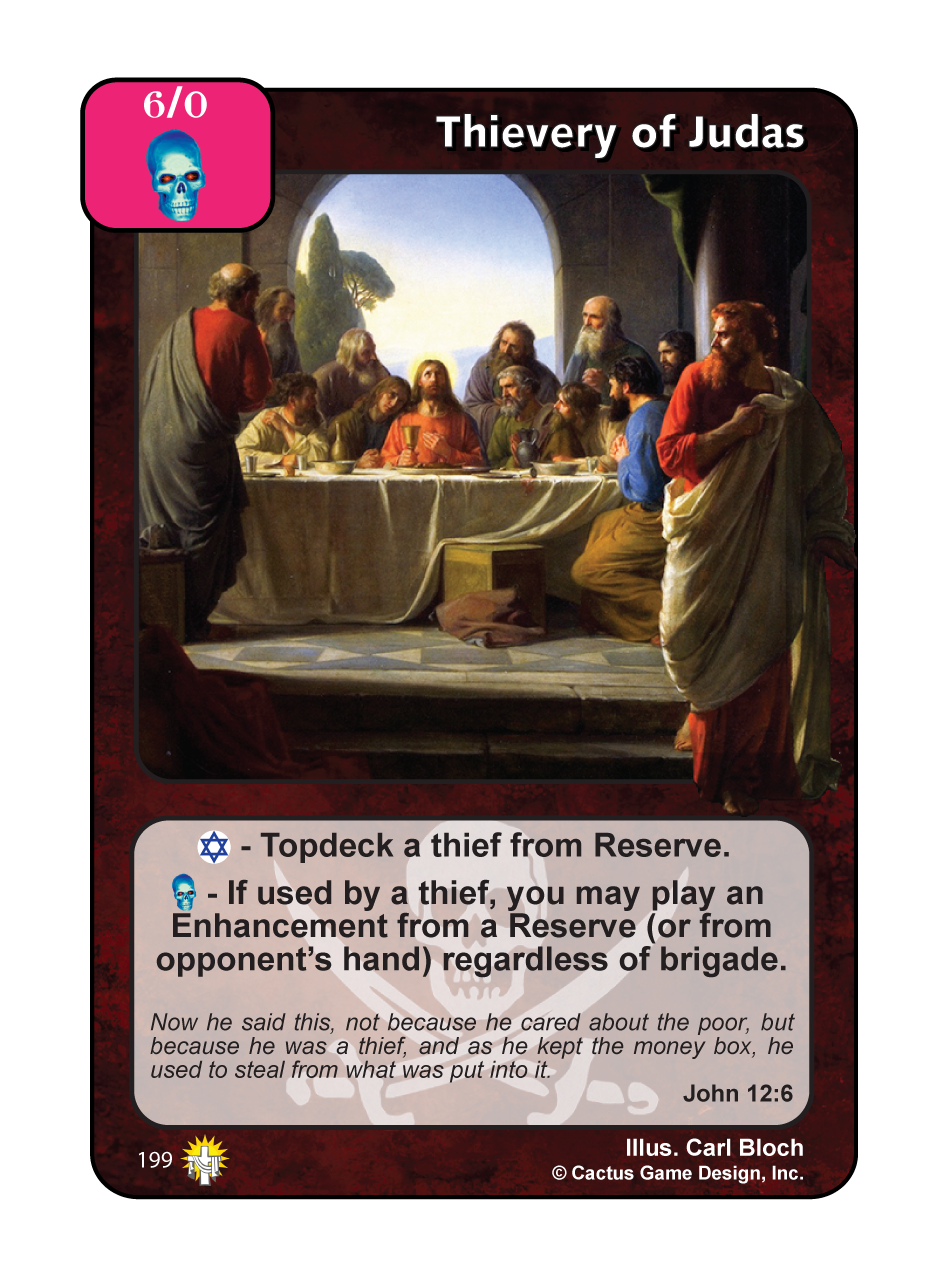 6/0
Thievery of Judas
- Topdeck a thief from Reserve.
- If used by a thief, you may play an
Enhancement from a Reserve (or from
opponent's hand) regardless of brigade.
Now he said this, not because he cared about the poor, but
because he was a thief, and as he kept the money box, he
used to steal from what was put into it.
John 12:6
199
Illus. Carl Bloch
© Cactus Game Design, Inc.